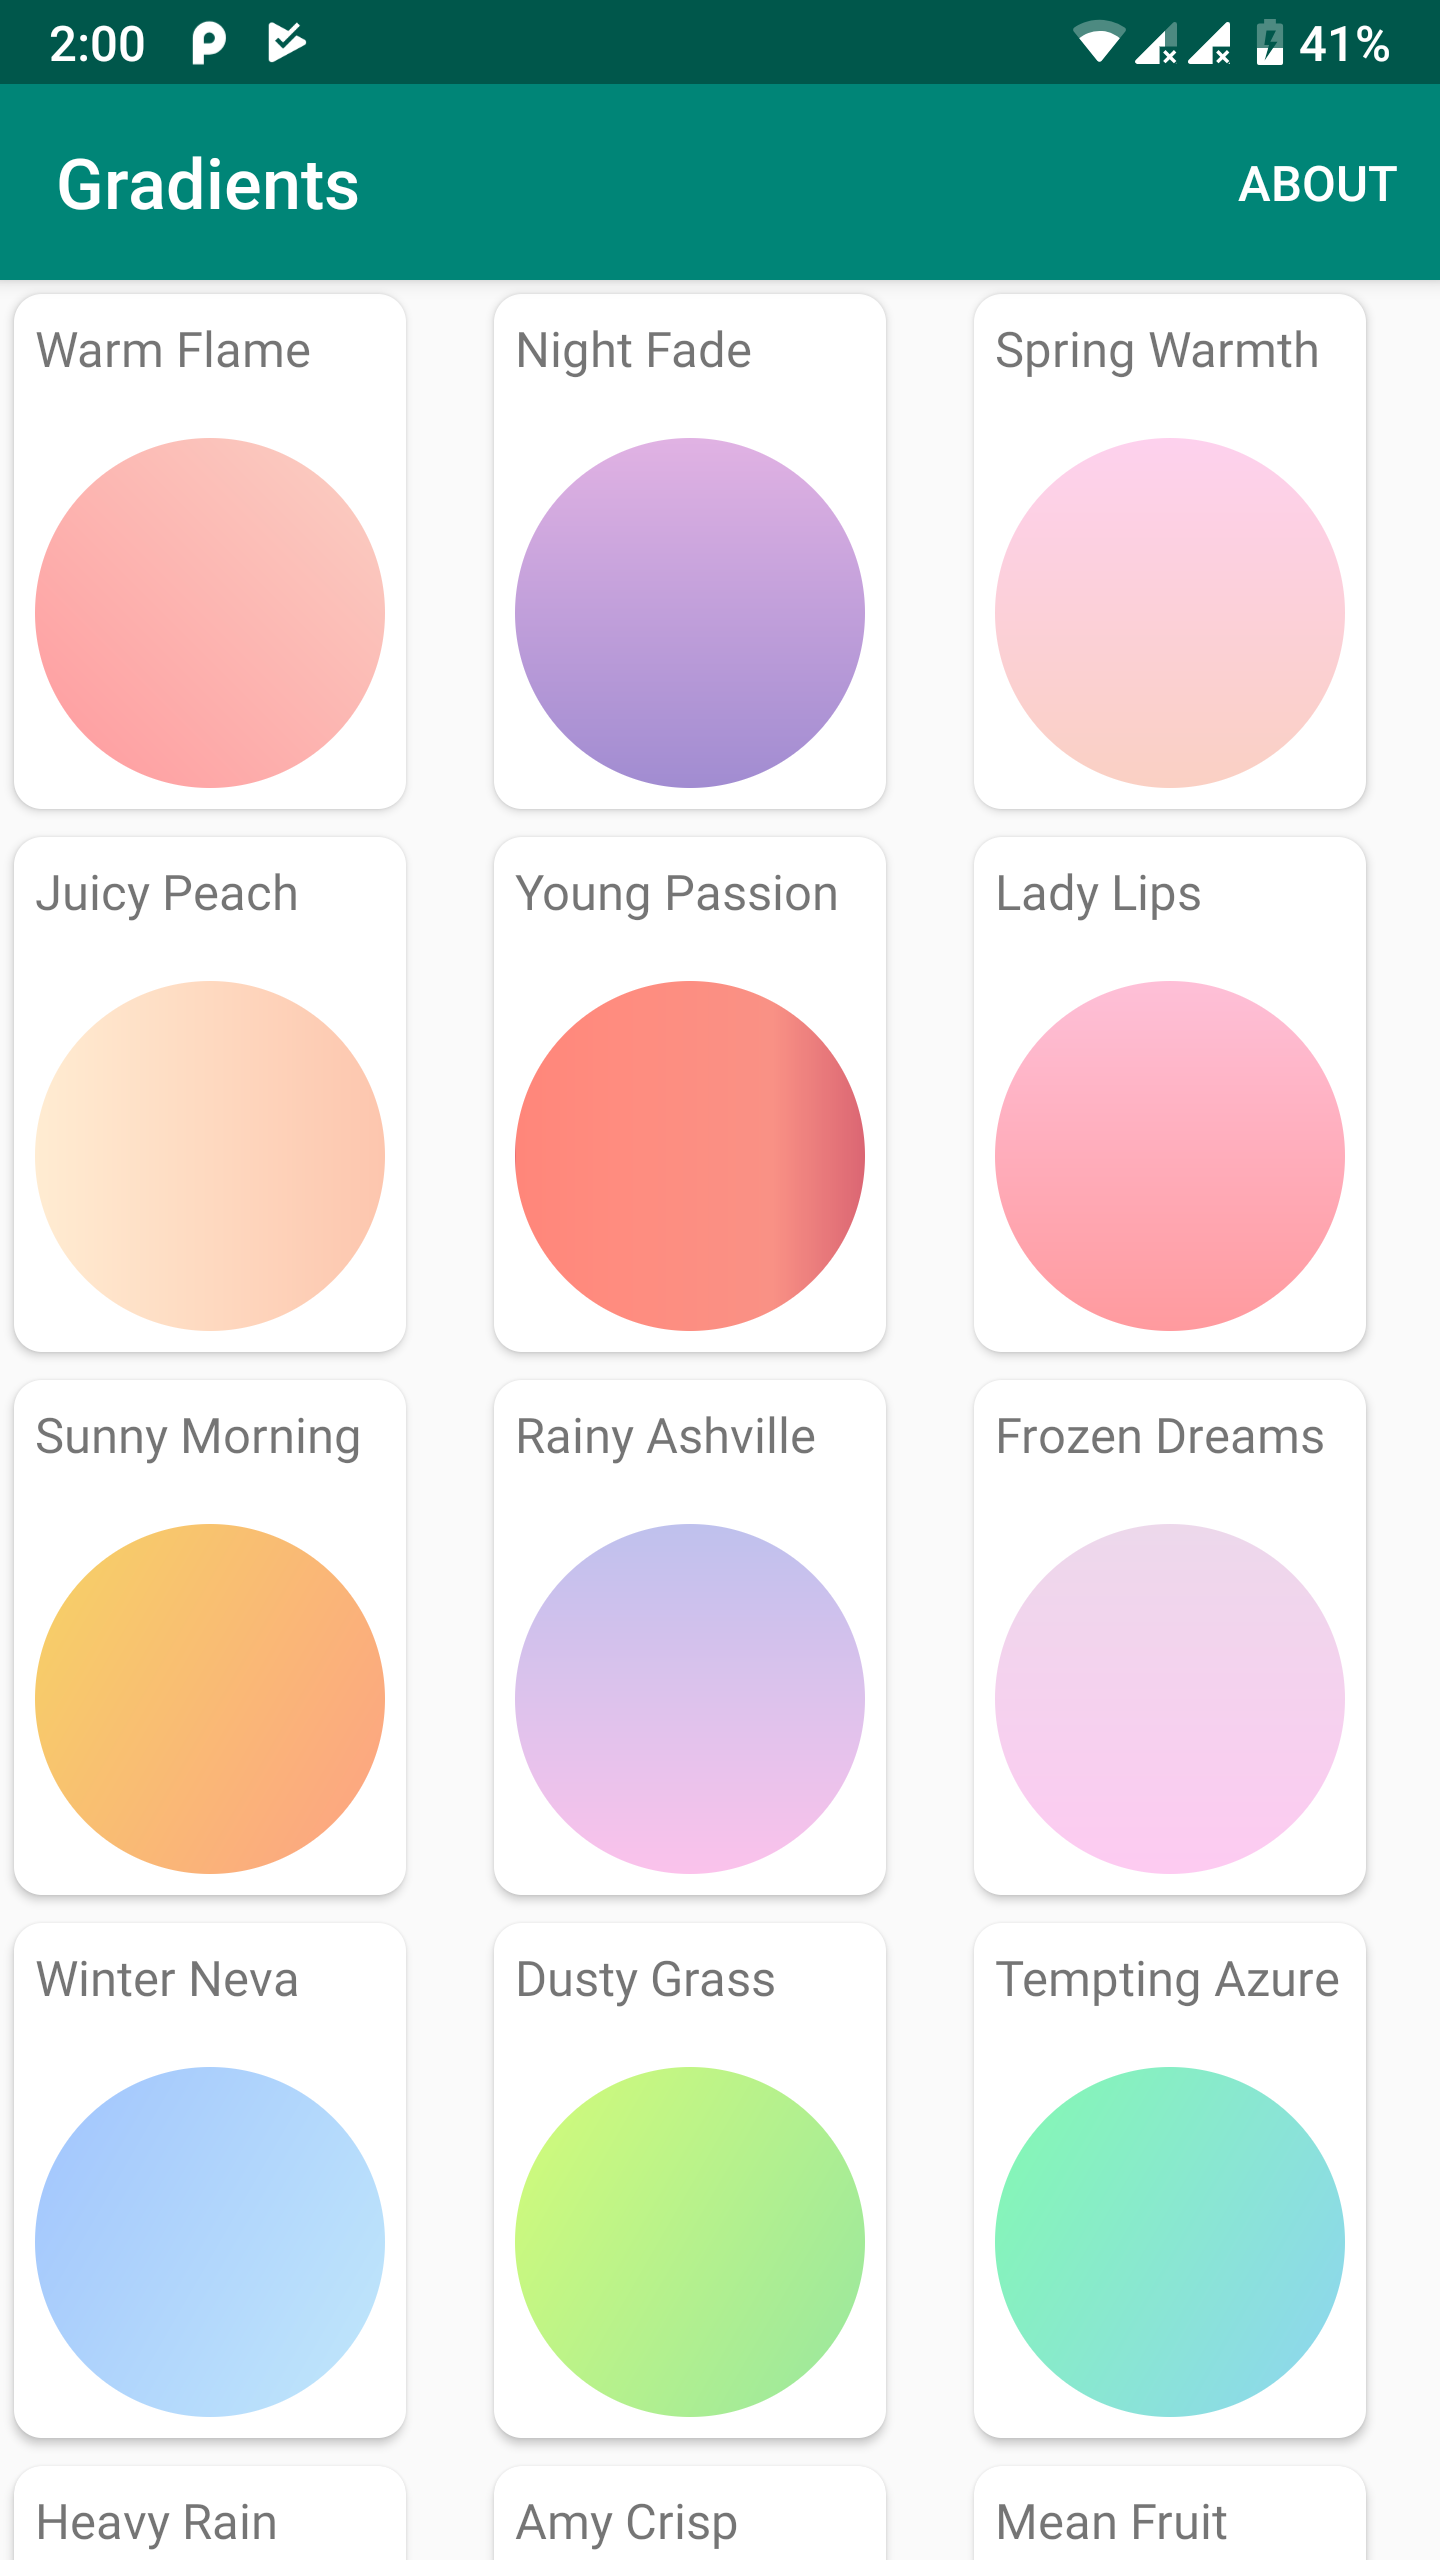 2:00 41%
Gradients ABOUT
Warm Flame Night Fade Spring Warmth
Juicy Peach Young Passion Lady Lips
Sunny Morning Rainy Ashville Frozen Dreams
Winter Neva Dusty Grass Tempting Azure
Heavy Rain Amy Crisp Mean Fruit